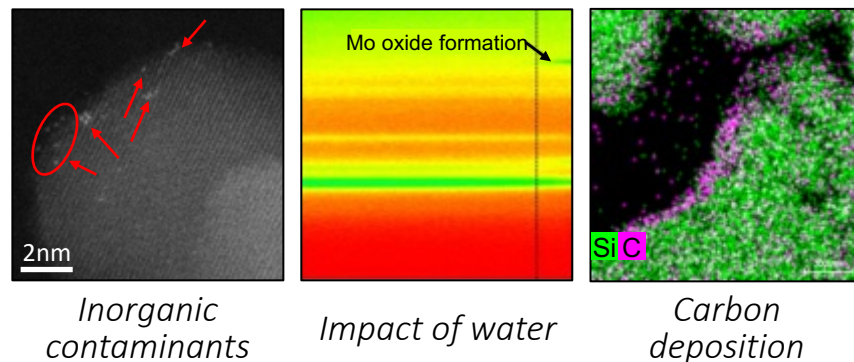 Mo oxide formation
2nm
Si C
Inorganic
contaminants
Impact of water
Carbon
deposition